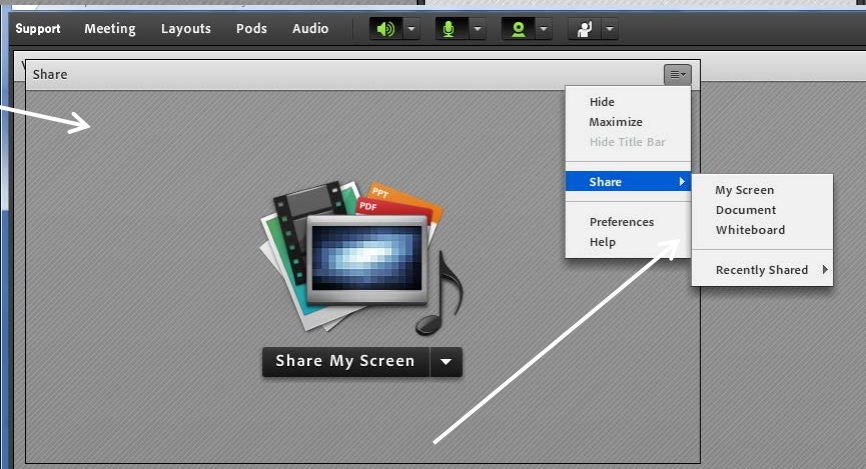 Support Meeting Layouts Pods Audio
Share
Hide
Maximize
Hide Title Bar
Share
Preferences
Help
My Screen
Document
Whiteboard
Recently Shared
PPT
PDF
Share My Screen